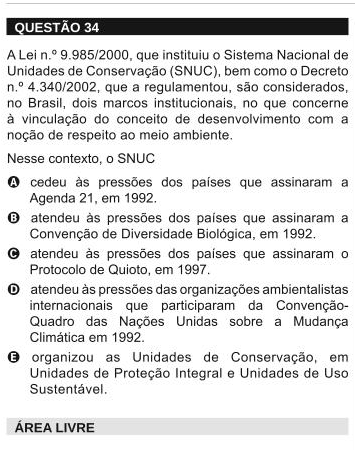 QUESTÃO 34
A Lei n.º 9.985/2000, que instituiu o Sistema Nacional de
Unidades de Conservação (SNUC), bem como o Decreto
n.º 4.340/2002, que a regulamentou, são considerados,
no Brasil, dois marcos institucionais, no que concerne
à vinculação do conceito de desenvolvimento com a
noção de respeito ao meio ambiente.
Nesse contexto, o SNUC
A cedeu às pressões dos países que assinaram a
Agenda 21, em 1992.
B atendeu às pressões dos países que assinaram a
Convenção de Diversidade Biológica, em 1992.
C atendeu às pressões dos países que assinaram o
Protocolo de Quioto, em 1997.
D atendeu às pressões das organizações ambientalistas
internacionais que participaram da Convenção-
Quadro das Nações Unidas sobre a Mudança
Climática em 1992.
E organizou as Unidades de Conservação, em
Unidades de Proteção Integral e Unidades de Uso
Sustentável.
ÁREA LIVRE